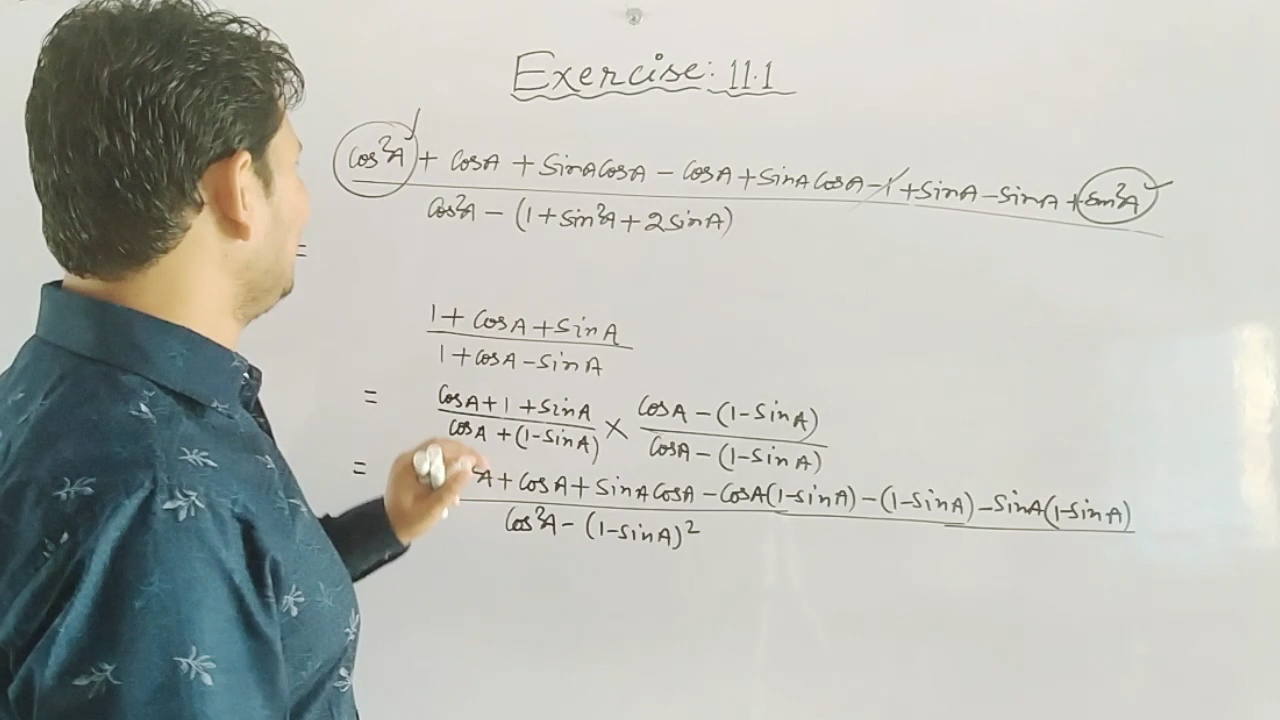 Exercise: 11.1
cos²A + cosA + sinAcosA - cosA + sinAcosA - 1 + sinA - sinA + sin²A
cos²A - (1 + sin²A + 2sinA)
=
1 + cosA + sinA
1 + cosA - sinA
= cosA + 1 + sinA × cosA - (1 - sinA)
cosA + (1 - sinA) cosA - (1 - sinA)
= A + cosA + sinAcosA - cosA(1 - sinA) - (1 - sinA) - sinA(1 - sinA)
cos²A - (1 - sinA)²